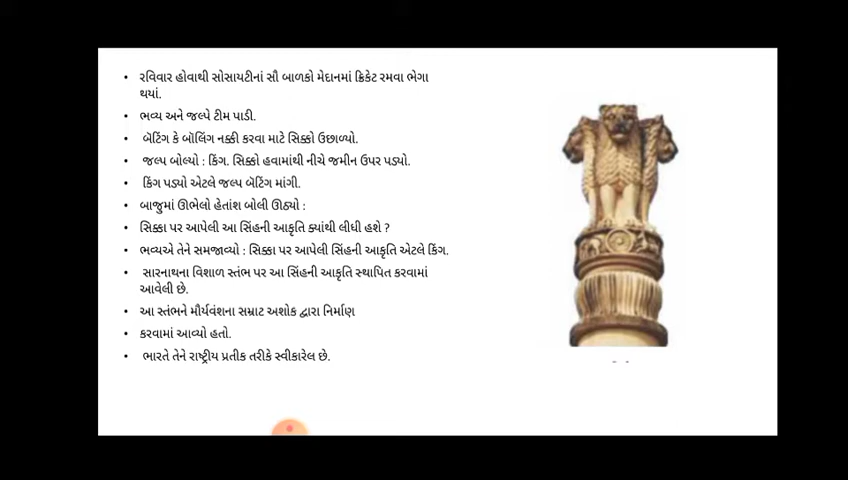 • રવિવાર હોવાથી સોસાયટીનાં સૌ બાળકો મેદાનમાં ક્રિકેટ રમવા ભેગા
થયાં.
• ભવ્ય અને જલ્પે ટીમ પાડી.
• બૅટિંગ કે બૉલિંગ નક્કી કરવા માટે સિક્કો ઉછાળ્યો.
• જલ્પ બોલ્યો : કિંગ. સિક્કો હવામાંથી નીચે જમીન ઉપર પડ્યો.
• કિંગ પડ્યો એટલે જલ્પ બૅટિંગ માંગી.
• બાજુમાં ઊભેલો હેતાંશ બોલી ઊઠ્યો :
• સિક્કા પર આપેલી આ સિંહની આકૃતિ ક્યાંથી લીધી હશે ?
• ભવ્યએ તેને સમજાવ્યો : સિક્કા પર આપેલી સિંહની આકૃતિ એટલે કિંગ.
• સારનાથના વિશાળ સ્તંભ પર આ સિંહની આકૃતિ સ્થાપિત કરવામાં
આવેલી છે.
• આ સ્તંભને મૌર્યવંશના સમ્રાટ અશોક દ્વારા નિર્માણ
• કરવામાં આવ્યો હતો.
• ભારતે તેને રાષ્ટ્રીય પ્રતીક તરીકે સ્વીકારેલ છે.